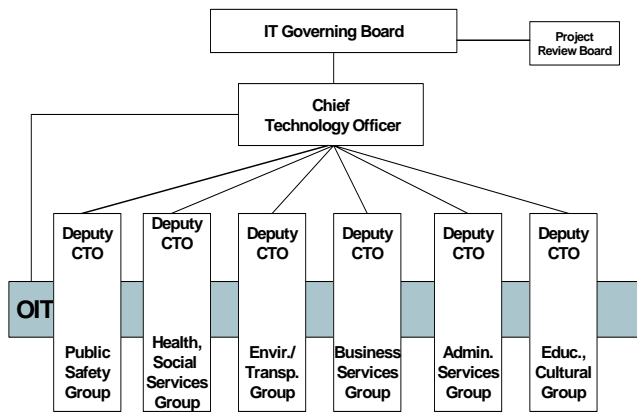 IT Governing Board
Project
Review Board
Chief
Technology Officer
Deputy
CTO
Deputy
CTO
Deputy
CTO
Deputy
CTO
Deputy
CTO
Deputy
CTO
OIT
Public
Safety
Group
Health,
Social
Services
Group
Envir./
Transp.
Group
Business
Services
Group
Admin.
Services
Group
Educ.,
Cultural
Group